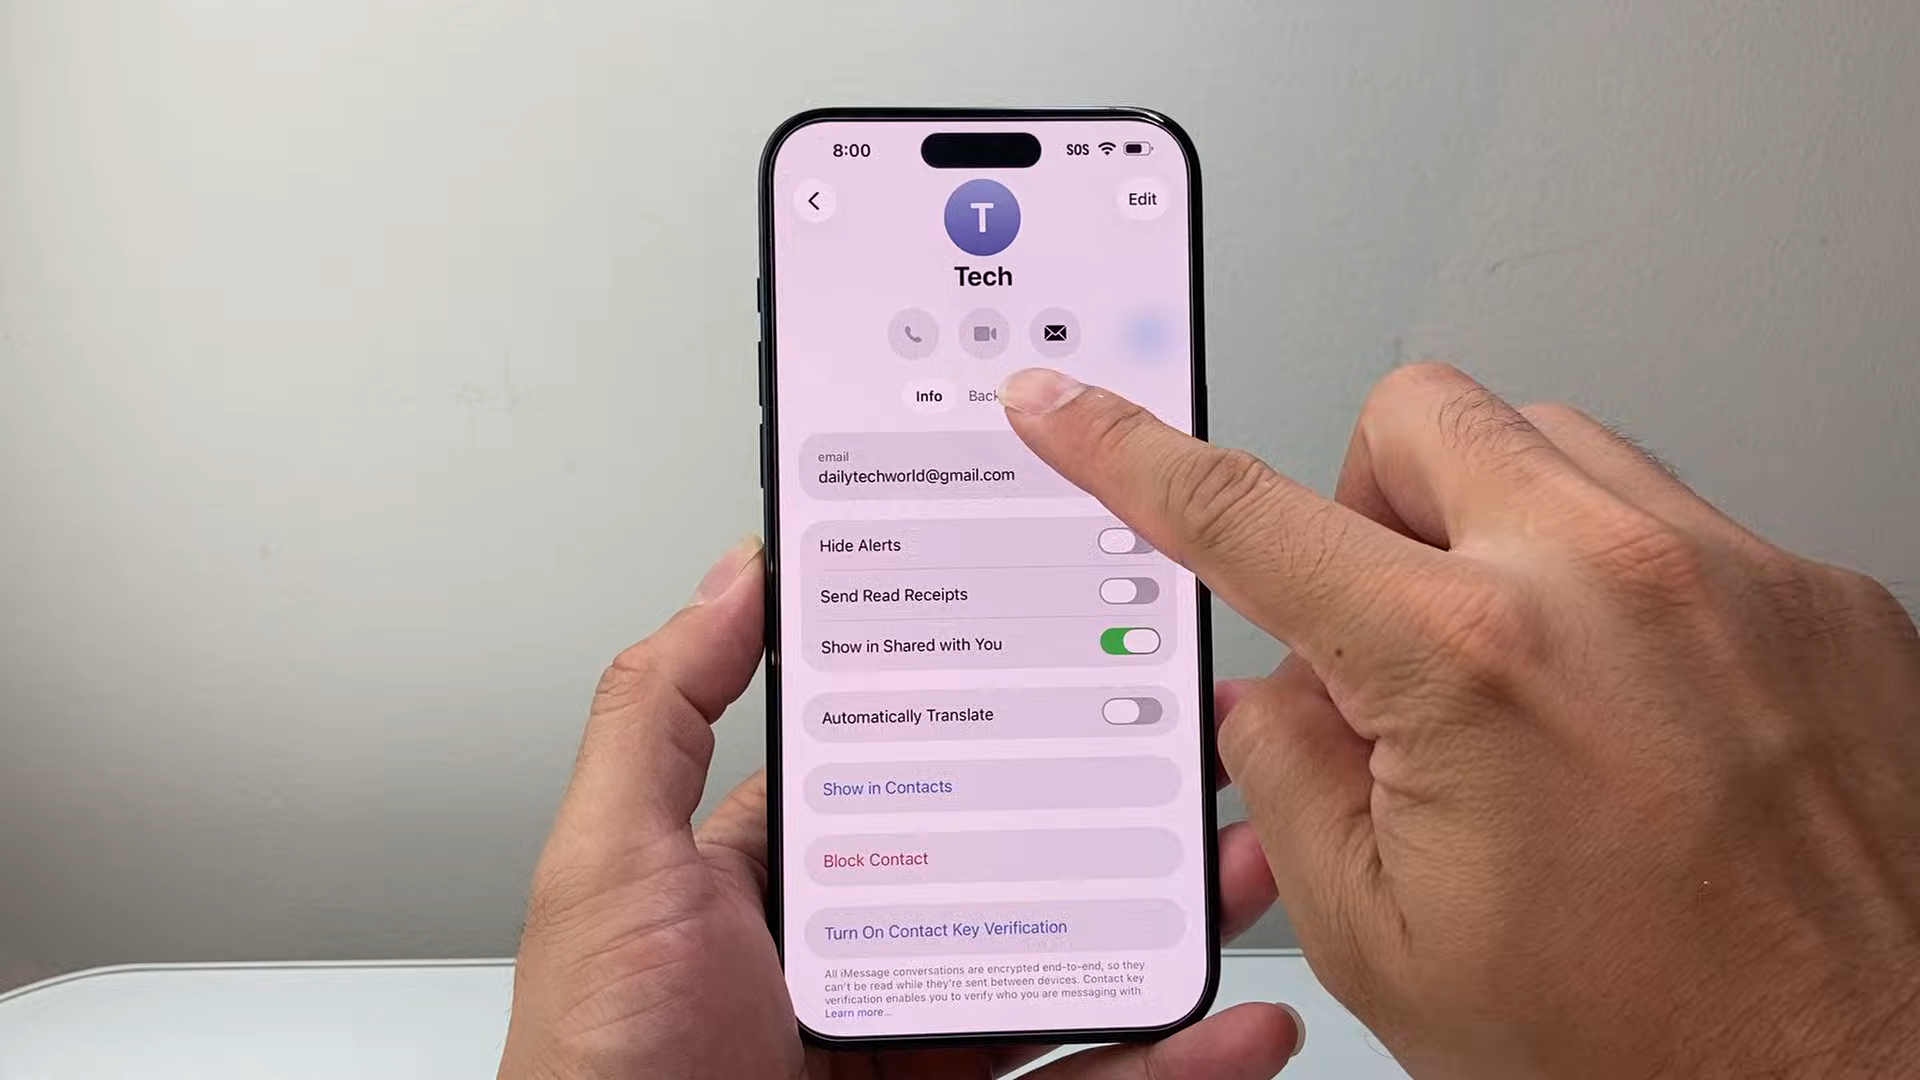 8:00
SOS
Edit
T
Tech
Info
email
dailytechworld@gmail.com
Hide Alerts
Send Read Receipts
Show in Shared with You
Automatically Translate
Show in Contacts
Block Contact
Turn On Contact Key Verification
All iMessage conversations are encrypted end-to-end, so they
can't be read while they're sent between devices. Contact key
verification enables you to verify who you are messaging with
Learn more...